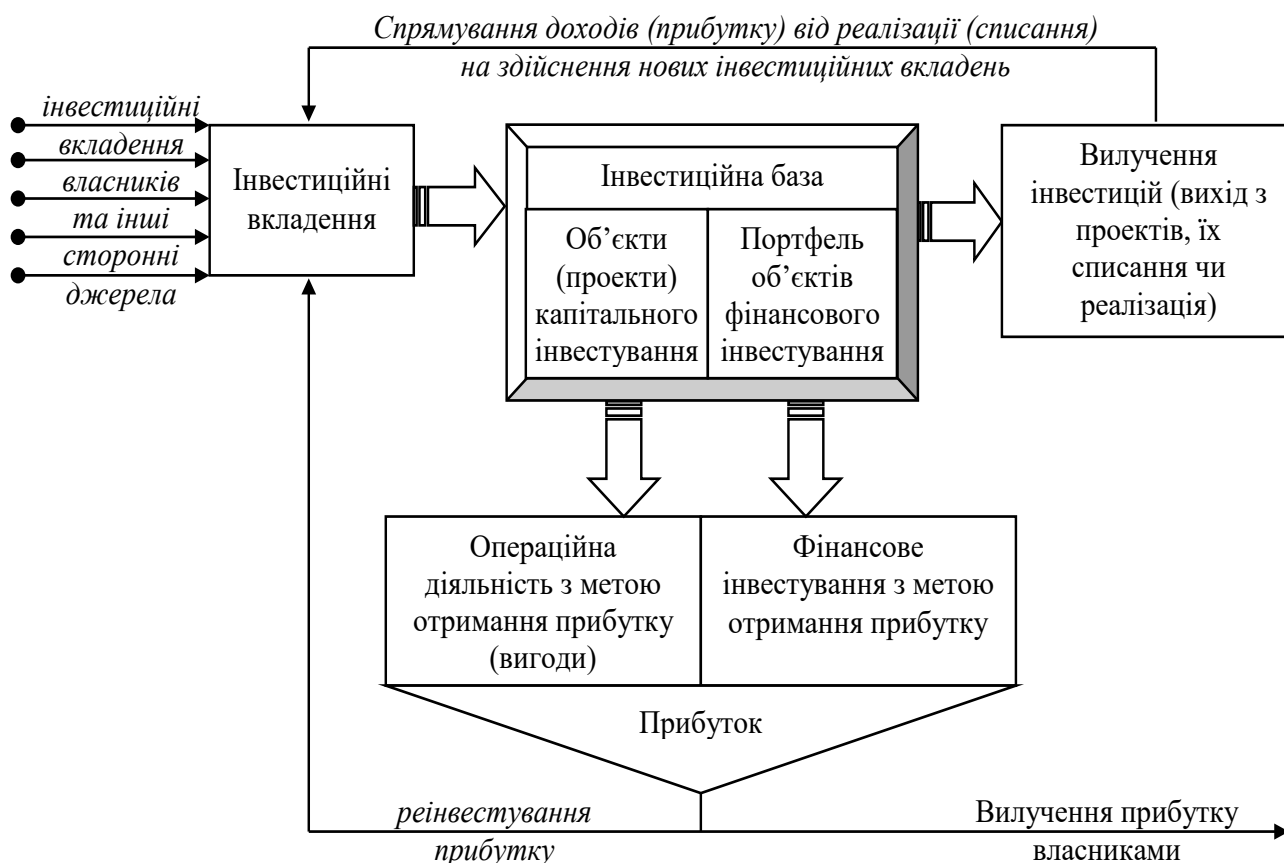 Спрямування доходів (прибутку) від реалізації (списання)
на здійснення нових інвестиційних вкладень
інвестиційні
вкладення
власників
та інші
сторонні
джерела
Інвестиційні
вкладення
Інвестиційна база
Об’єкти
(проекти)
капітального
інвестування
Портфель
об’єктів
фінансового
інвестування
Вилучення
інвестицій (вихід з
проектів, їх
списання чи
реалізація)
Операційна
діяльність з метою
отримання прибутку
(вигоди)
Фінансове
інвестування з метою
отримання прибутку
Прибуток
реінвестування
прибутку
Вилучення прибутку
власниками